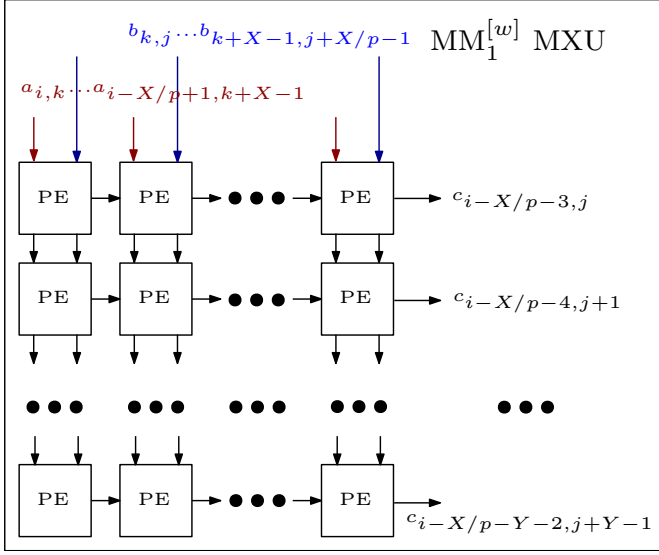 b_{k,j}···b_{k+X−1,j+X/p−1} MM_1^{[w]} MXU
a_{i,k}···a_{i−X/p+1,k+X−1}
PE PE PE c_{i−X/p−3,j}
PE PE PE c_{i−X/p−4,j+1}
PE PE PE
c_{i−X/p−Y−2,j+Y−1}